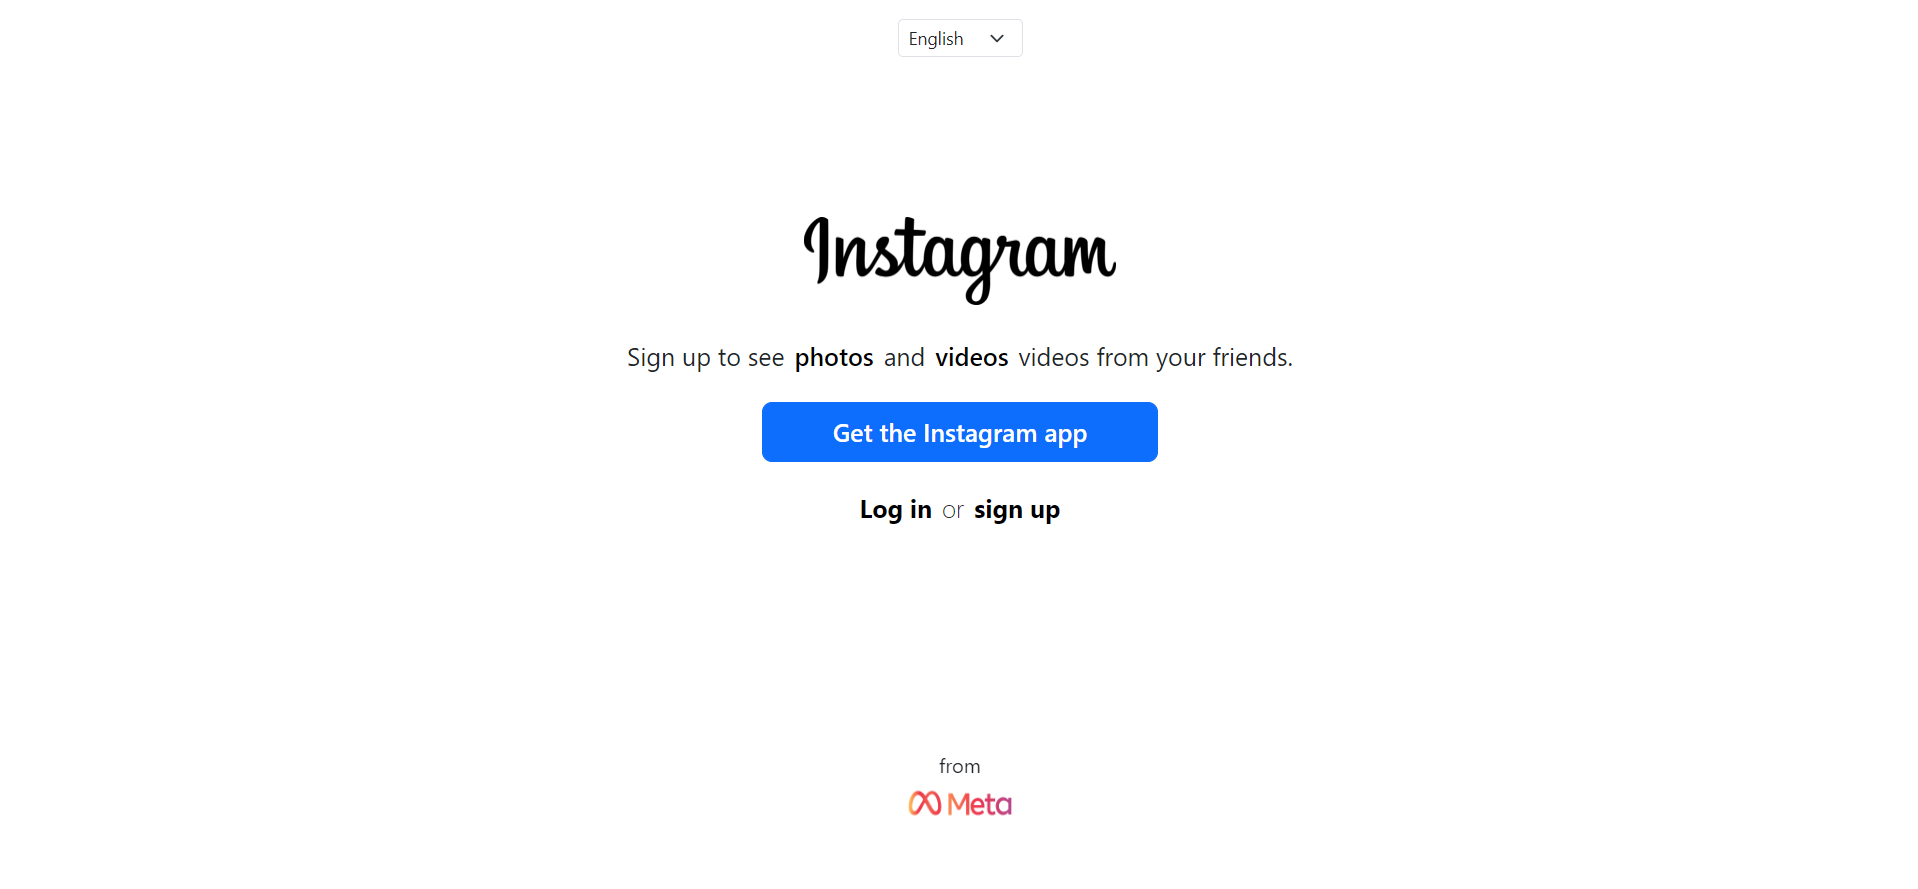 English
Instagram
Sign up to see photos and videos videos from your friends.
Get the Instagram app
Log in or sign up
from
Meta